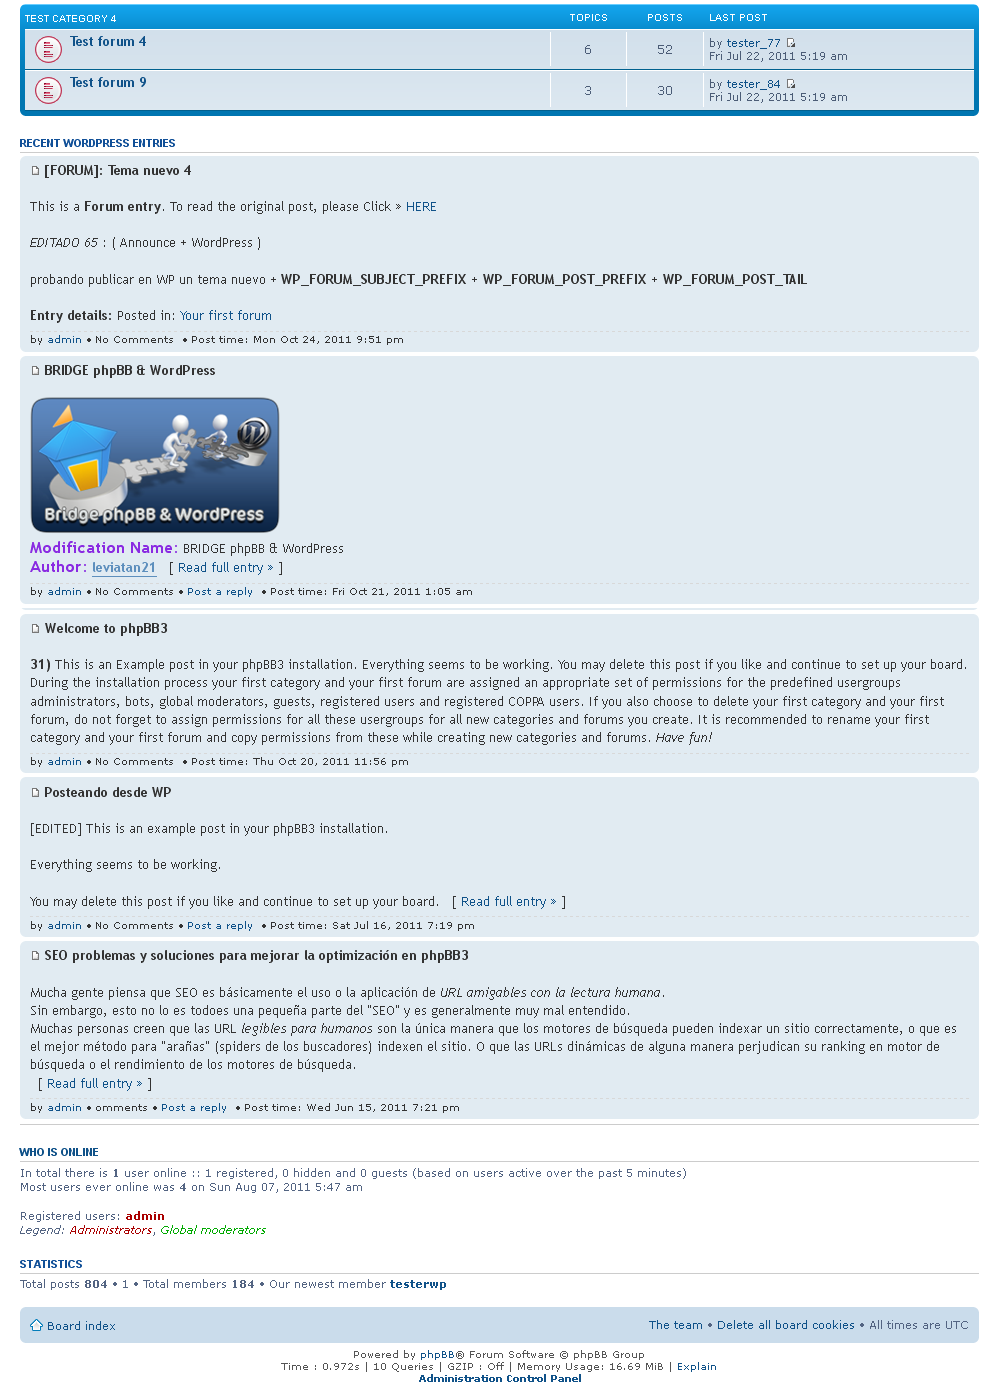 TEST CATEGORY 4 TOPICS POSTS LAST POST
Test forum 4 6 52 by tester_77
Fri Jul 22, 2011 5:19 am
Test forum 9 3 30 by tester_84
Fri Jul 22, 2011 5:19 am
RECENT WORDPRESS ENTRIES
[FORUM]: Tema nuevo 4
This is a Forum entry. To read the original post, please Click » HERE
EDITADO 65 : ( Announce + WordPress )
probando publicar en WP un tema nuevo + WP_FORUM_SUBJECT_PREFIX + WP_FORUM_POST_PREFIX + WP_FORUM_POST_TAIL
Entry details: Posted in: Your first forum
by admin • No Comments • Post time: Mon Oct 24, 2011 9:51 pm
BRIDGE phpBB & WordPress
Bridge phpBB & WordPress
Modification Name: BRIDGE phpBB & WordPress
Author: leviatan21 [ Read full entry » ]
by admin • No Comments • Post a reply • Post time: Fri Oct 21, 2011 1:05 am
Welcome to phpBB3
31) This is an Example post in your phpBB3 installation. Everything seems to be working. You may delete this post if you like and continue to set up your board.
During the installation process your first category and your first forum are assigned an appropriate set of permissions for the predefined usergroups
administrators, bots, global moderators, guests, registered users and registered COPPA users. If you also choose to delete your first category and your first
forum, do not forget to assign permissions for all these usergroups for all new categories and forums you create. It is recommended to rename your first
category and your first forum and copy permissions from these while creating new categories and forums. Have fun!
by admin • No Comments • Post time: Thu Oct 20, 2011 11:56 pm
Posteando desde WP
[EDITED] This is an example post in your phpBB3 installation.
Everything seems to be working.
You may delete this post if you like and continue to set up your board. [ Read full entry » ]
by admin • No Comments • Post a reply • Post time: Sat Jul 16, 2011 7:19 pm
SEO problemas y soluciones para mejorar la optimización en phpBB3
Mucha gente piensa que SEO es básicamente el uso o la aplicación de URL amigables con la lectura humana.
Sin embargo, esto no lo es todoes una pequeña parte del "SEO" y es generalmente muy mal entendido.
Muchas personas creen que las URL legibles para humanos son la única manera que los motores de búsqueda pueden indexar un sitio correctamente, o que es
el mejor método para "arañas" (spiders de los buscadores) indexen el sitio. O que las URLs dinámicas de alguna manera perjudican su ranking en motor de
búsqueda o el rendimiento de los motores de búsqueda.
[ Read full entry » ]
by admin • omments • Post a reply • Post time: Wed Jun 15, 2011 7:21 pm
WHO IS ONLINE
In total there is 1 user online :: 1 registered, 0 hidden and 0 guests (based on users active over the past 5 minutes)
Most users ever online was 4 on Sun Aug 07, 2011 5:47 am
Registered users: admin
Legend: Administrators, Global moderators
STATISTICS
Total posts 804 • 1 • Total members 184 • Our newest member testerwp
Board index The team • Delete all board cookies • All times are UTC
Powered by phpBB® Forum Software © phpBB Group
Time : 0.972s | 10 Queries | GZIP : Off | Memory Usage: 16.69 MiB | Explain
Administration Control Panel